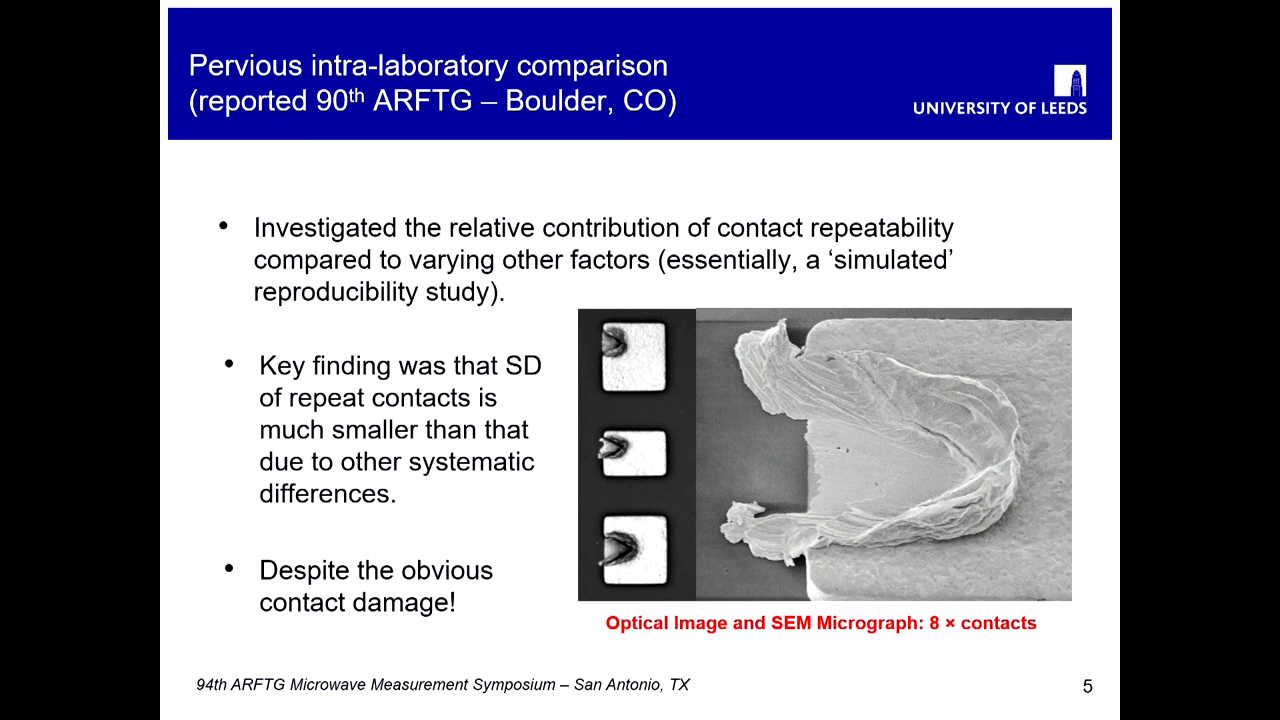 Pervious intra-laboratory comparison
(reported 90th ARFTG – Boulder, CO)
UNIVERSITY OF LEEDS
• Investigated the relative contribution of contact repeatability
compared to varying other factors (essentially, a ‘simulated’
reproducibility study).
• Key finding was that SD
of repeat contacts is
much smaller than that
due to other systematic
differences.
• Despite the obvious
contact damage!
Optical Image and SEM Micrograph: 8 × contacts
94th ARFTG Microwave Measurement Symposium – San Antonio, TX
5